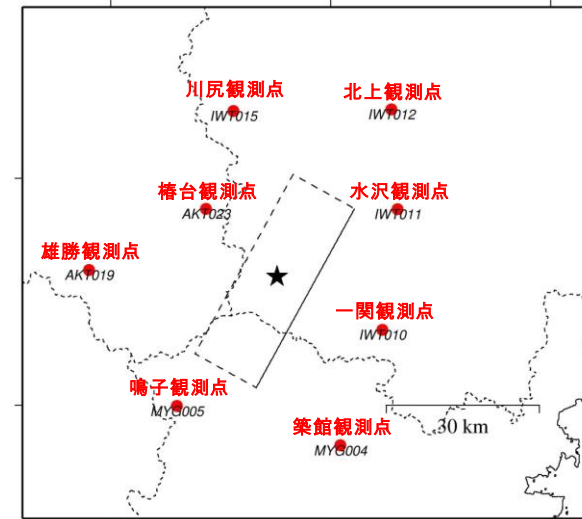 川尻観測点
IWT015
北上観測点
IWT012
椿台観測点
AKT023
水沢観測点
IWT011
雄勝観測点
AKT019
一関観測点
IWT010
鳴子観測点
MYG005
築館観測点
MYG004
30 km